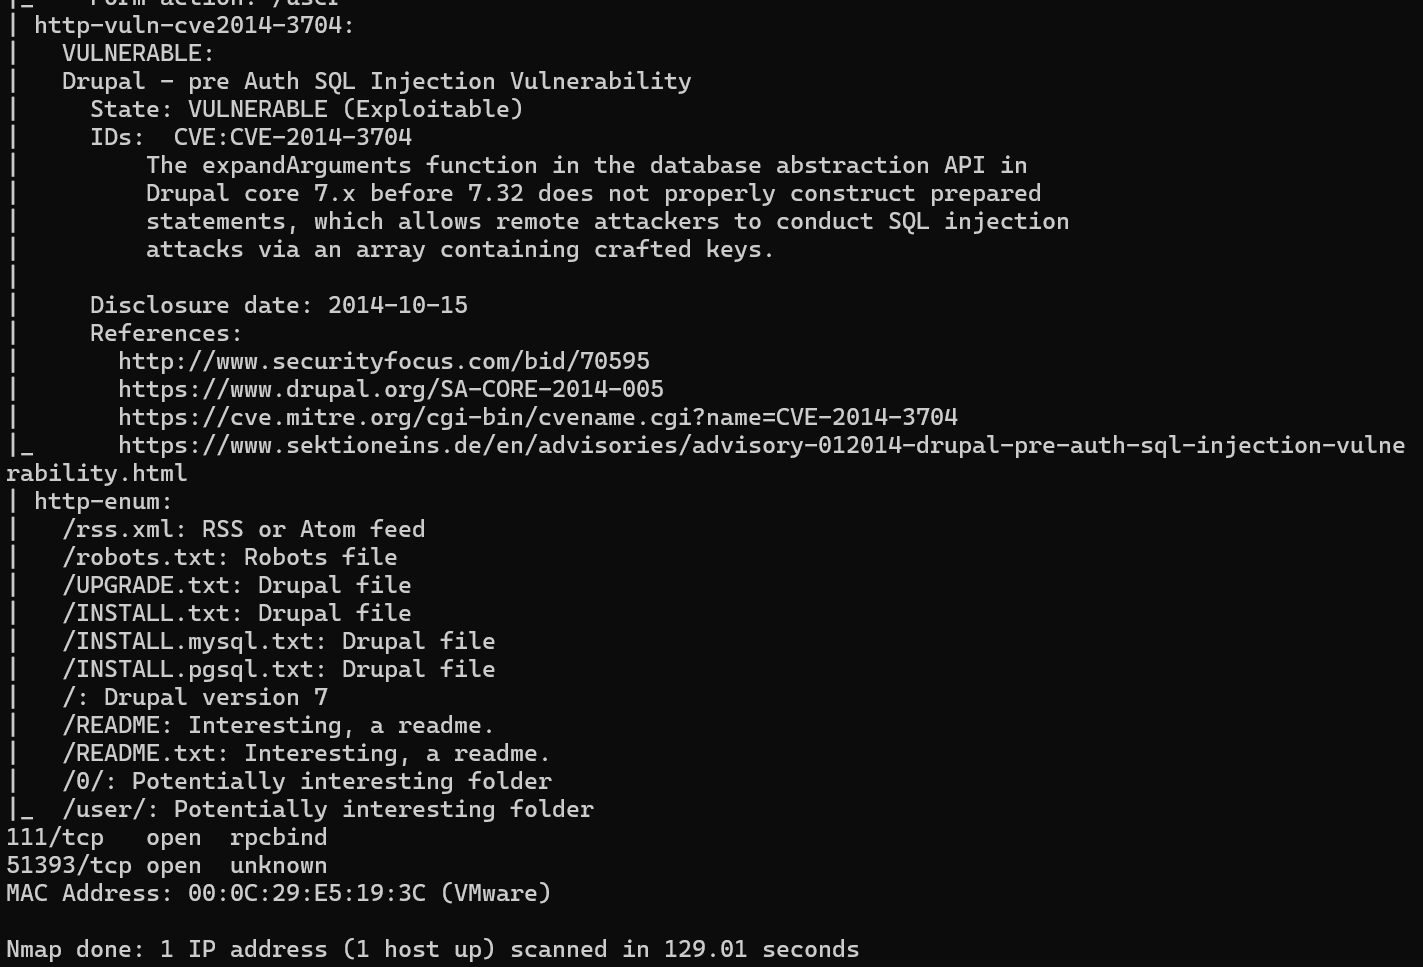 |_    Form action: /user
| http-vuln-cve2014-3704:
|   VULNERABLE:
|   Drupal - pre Auth SQL Injection Vulnerability
|     State: VULNERABLE (Exploitable)
|     IDs:  CVE:CVE-2014-3704
|         The expandArguments function in the database abstraction API in
|         Drupal core 7.x before 7.32 does not properly construct prepared
|         statements, which allows remote attackers to conduct SQL injection
|         attacks via an array containing crafted keys.
|
|     Disclosure date: 2014-10-15
|     References:
|       http://www.securityfocus.com/bid/70595
|       https://www.drupal.org/SA-CORE-2014-005
|       https://cve.mitre.org/cgi-bin/cvename.cgi?name=CVE-2014-3704
|_      https://www.sektioneins.de/en/advisories/advisory-012014-drupal-pre-auth-sql-injection-vulne
rability.html
| http-enum:
|   /rss.xml: RSS or Atom feed
|   /robots.txt: Robots file
|   /UPGRADE.txt: Drupal file
|   /INSTALL.txt: Drupal file
|   /INSTALL.mysql.txt: Drupal file
|   /INSTALL.pgsql.txt: Drupal file
|   /: Drupal version 7
|   /README: Interesting, a readme.
|   /README.txt: Interesting, a readme.
|   /0/: Potentially interesting folder
|_  /user/: Potentially interesting folder
111/tcp   open  rpcbind
51393/tcp open  unknown
MAC Address: 00:0C:29:E5:19:3C (VMware)

Nmap done: 1 IP address (1 host up) scanned in 129.01 seconds